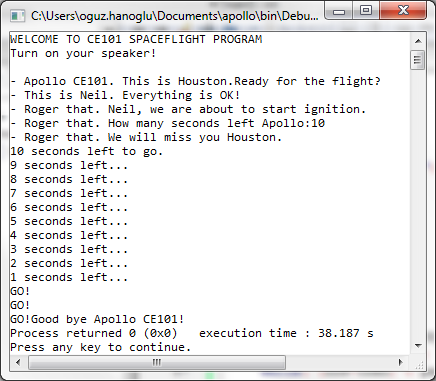 C:\Users\oguz.hanoglu\Documents\apollo\bin\Debu...
WELCOME TO CE101 SPACEFLIGHT PROGRAM
Turn on your speaker!
- Apollo CE101. This is Houston.Ready for the flight?
- This is Neil. Everything is OK!
- Roger that. Neil, we are about to start ignition.
- Roger that. How many seconds left Apollo:10
- Roger that. We will miss you Houston.
10 seconds left to go.
9 seconds left...
8 seconds left...
7 seconds left...
6 seconds left...
5 seconds left...
4 seconds left...
3 seconds left...
2 seconds left...
1 seconds left...
GO!
GO!
GO!Good bye Apollo CE101!
Process returned 0 (0x0)   execution time : 38.187 s
Press any key to continue.